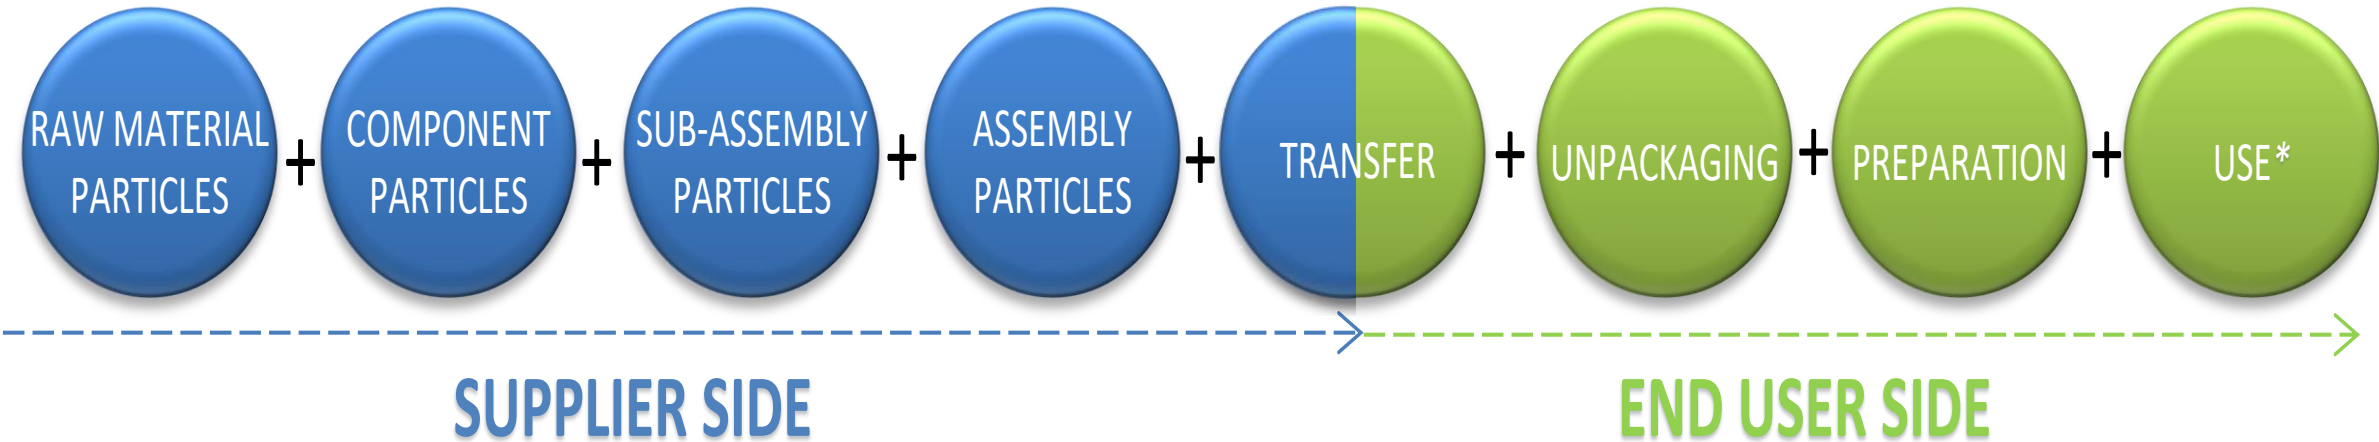 RAW MATERIAL
PARTICLES
+
COMPONENT
PARTICLES
+
SUB-ASSEMBLY
PARTICLES
+
ASSEMBLY
PARTICLES
+
TRANSFER
+
UNPACKAGING
+
PREPARATION
+
USE*
SUPPLIER SIDE
END USER SIDE